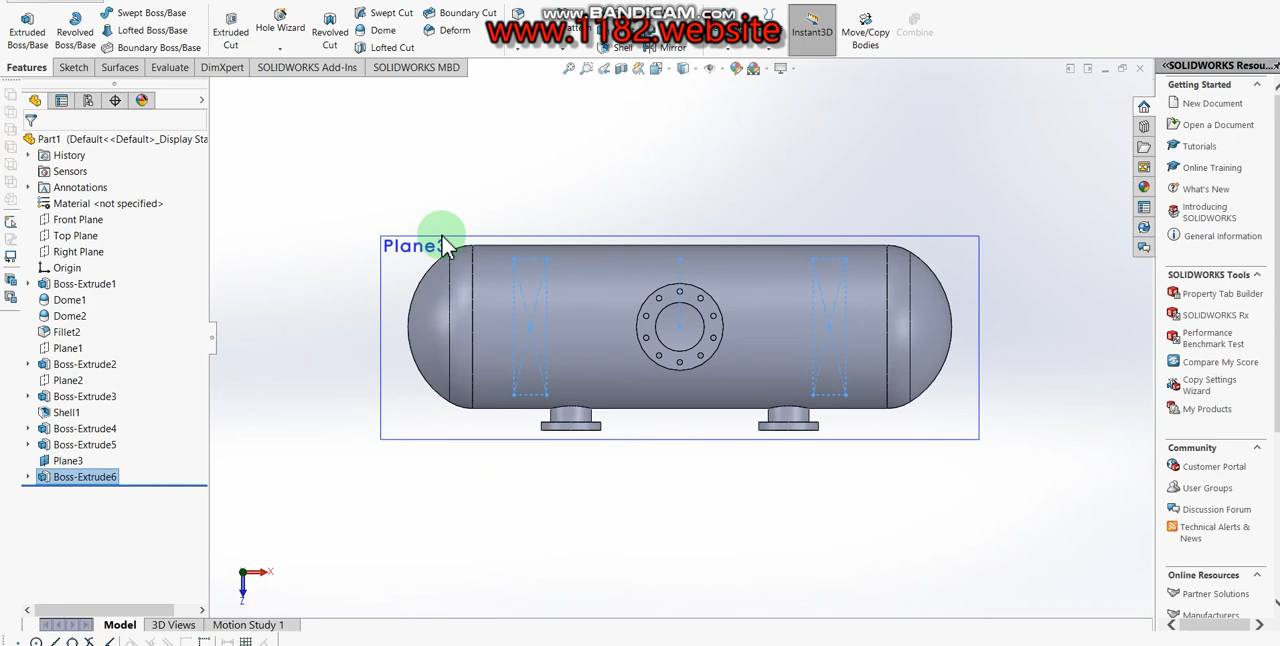 www.BANDICAM.com
www.1182.website
Extruded Boss/Base
Revolved Boss/Base
Swept Boss/Base
Lofted Boss/Base
Boundary Boss/Base
Extruded Cut
Hole Wizard
Revolved Cut
Swept Cut
Dome
Lofted Cut
Boundary Cut
Deform
Shell
Mirror
Instant3D
Move/Copy Bodies
Combine
Features
Sketch
Surfaces
Evaluate
DimXpert
SOLIDWORKS Add-Ins
SOLIDWORKS MBD
Part1 (Default<<Default>_Display Sta
History
Sensors
Annotations
Material <not specified>
Front Plane
Top Plane
Right Plane
Origin
Boss-Extrude1
Dome1
Dome2
Fillet2
Plane1
Boss-Extrude2
Plane2
Boss-Extrude3
Shell1
Boss-Extrude4
Boss-Extrude5
Plane3
Boss-Extrude6
Plane3
X
Z
Model
3D Views
Motion Study 1
SOLIDWORKS Resou...
Getting Started
New Document
Open a Document
Tutorials
Online Training
What's New
Introducing SOLIDWORKS
General Information
SOLIDWORKS Tools
Property Tab Builder
SOLIDWORKS Rx
Performance Benchmark Test
Compare My Score
Copy Settings Wizard
My Products
Community
Customer Portal
User Groups
Discussion Forum
Technical Alerts & News
Online Resources
Partner Solutions
Manufacturers